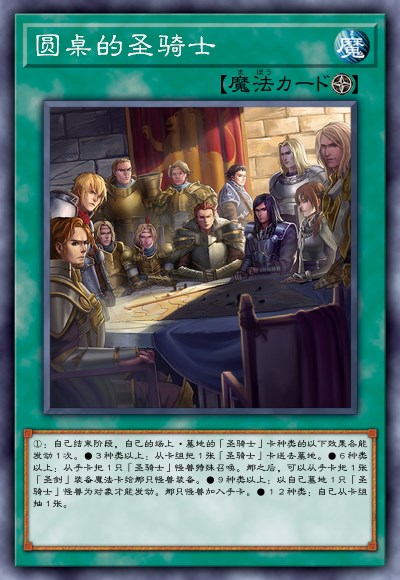 圆桌的圣骑士
魔
【魔法カード】
まほう
①：自己结束阶段，自己的场上·墓地的「圣骑士」卡种类的以下效果各能
发动1次。●3种类以上：从卡组把1张「圣骑士」卡送去墓地。●6种类
以上：从手卡把1只「圣骑士」怪兽特殊召唤。那之后，可以从手卡把1张
「圣剑」装备魔法卡给那只怪兽装备。●9种类以上：以自己墓地1只「圣
骑士」怪兽为对象才能发动。那只怪兽加入手卡。●12种类：自己从卡组
抽1张。